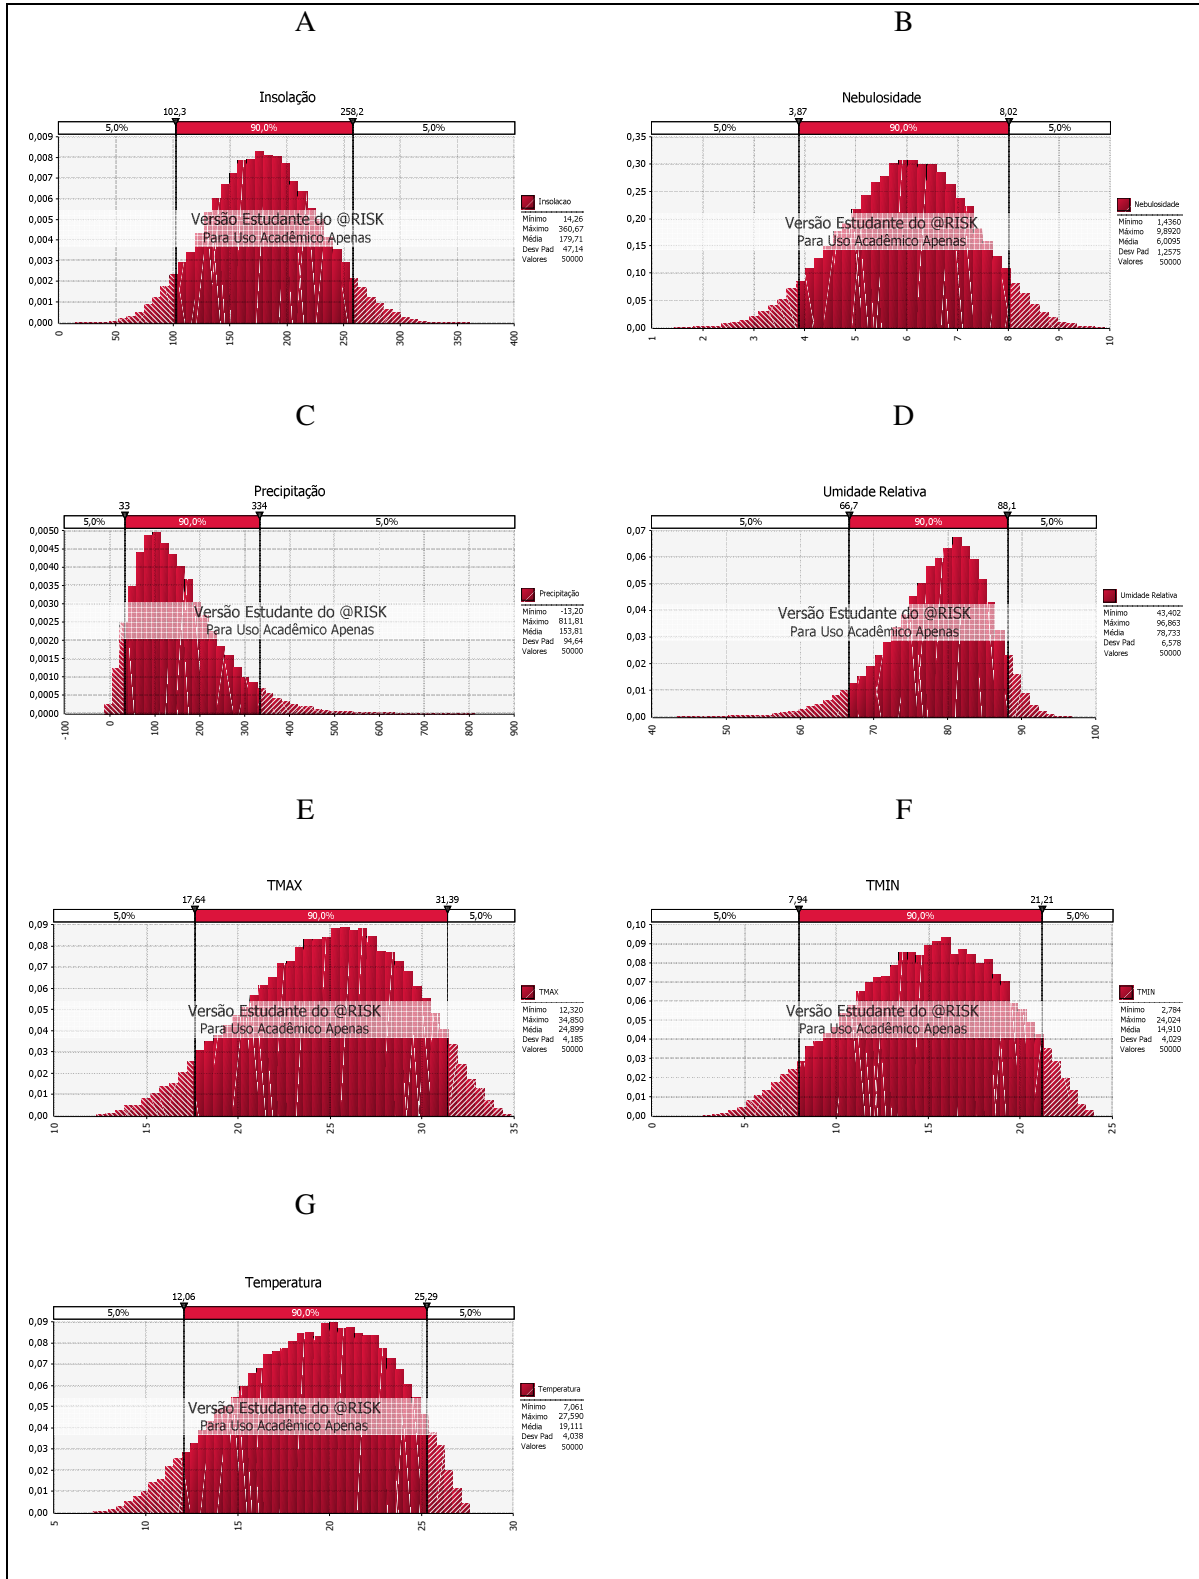 A
Insolação
102,3 258,2
5,0% 90,0% 5,0%
0,009
0,008
0,007
0,006
0,005
0,004
0,003
0,002
0,001
0,000
0 50 100 150 200 250 300 350 400
Versão Estudante do @RISK
Para Uso Acadêmico Apenas
Insolacao
Mínimo 14,26
Máximo 360,67
Média 179,71
Desv Pad 47,14
Valores 50000
B
Nebulosidade
3,87 8,02
5,0% 90,0% 5,0%
0,35
0,30
0,25
0,20
0,15
0,10
0,05
0,00
1 2 3 4 5 6 7 8 9 10
Versão Estudante do @RISK
Para Uso Acadêmico Apenas
Nebulosidade
Mínimo 1,4360
Máximo 9,8920
Média 6,0095
Desv Pad 1,2575
Valores 50000
C
Precipitação
33 334
5,0% 90,0% 5,0%
0,0050
0,0045
0,0040
0,0035
0,0030
0,0025
0,0020
0,0015
0,0010
0,0005
0,0000
-100 0 100 200 300 400 500 600 700 800 900
Versão Estudante do @RISK
Para Uso Acadêmico Apenas
Precipitação
Mínimo -13,20
Máximo 811,81
Média 153,81
Desv Pad 94,64
Valores 50000
D
Umidade Relativa
66,7 88,1
5,0% 90,0% 5,0%
0,07
0,06
0,05
0,04
0,03
0,02
0,01
0,00
40 50 60 70 80 90 100
Versão Estudante do @RISK
Para Uso Acadêmico Apenas
Umidade Relativa
Mínimo 43,402
Máximo 96,863
Média 78,733
Desv Pad 6,578
Valores 50000
E
TMAX
17,64 31,39
5,0% 90,0% 5,0%
0,09
0,08
0,07
0,06
0,05
0,04
0,03
0,02
0,01
0,00
10 15 20 25 30 35
Versão Estudante do @RISK
Para Uso Acadêmico Apenas
TMAX
Mínimo 12,320
Máximo 34,850
Média 24,899
Desv Pad 4,185
Valores 50000
F
TMIN
7,94 21,21
5,0% 90,0% 5,0%
0,10
0,09
0,08
0,07
0,06
0,05
0,04
0,03
0,02
0,01
0,00
0 5 10 15 20 25
Versão Estudante do @RISK
Para Uso Acadêmico Apenas
TMIN
Mínimo 2,784
Máximo 24,024
Média 14,910
Desv Pad 4,029
Valores 50000
G
Temperatura
12,06 25,29
5,0% 90,0% 5,0%
0,09
0,08
0,07
0,06
0,05
0,04
0,03
0,02
0,01
0,00
5 10 15 20 25 30
Versão Estudante do @RISK
Para Uso Acadêmico Apenas
Temperatura
Mínimo 7,061
Máximo 27,590
Média 19,111
Desv Pad 4,038
Valores 50000